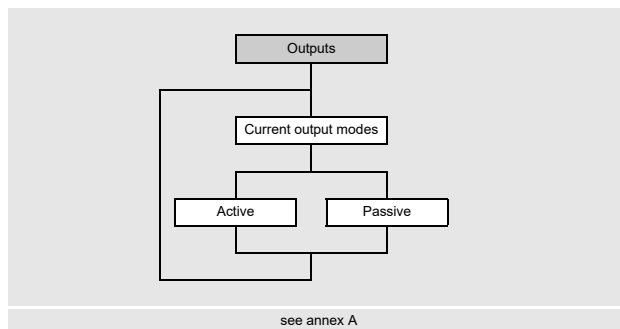 Outputs
Current output modes
Active
Passive
see annex A